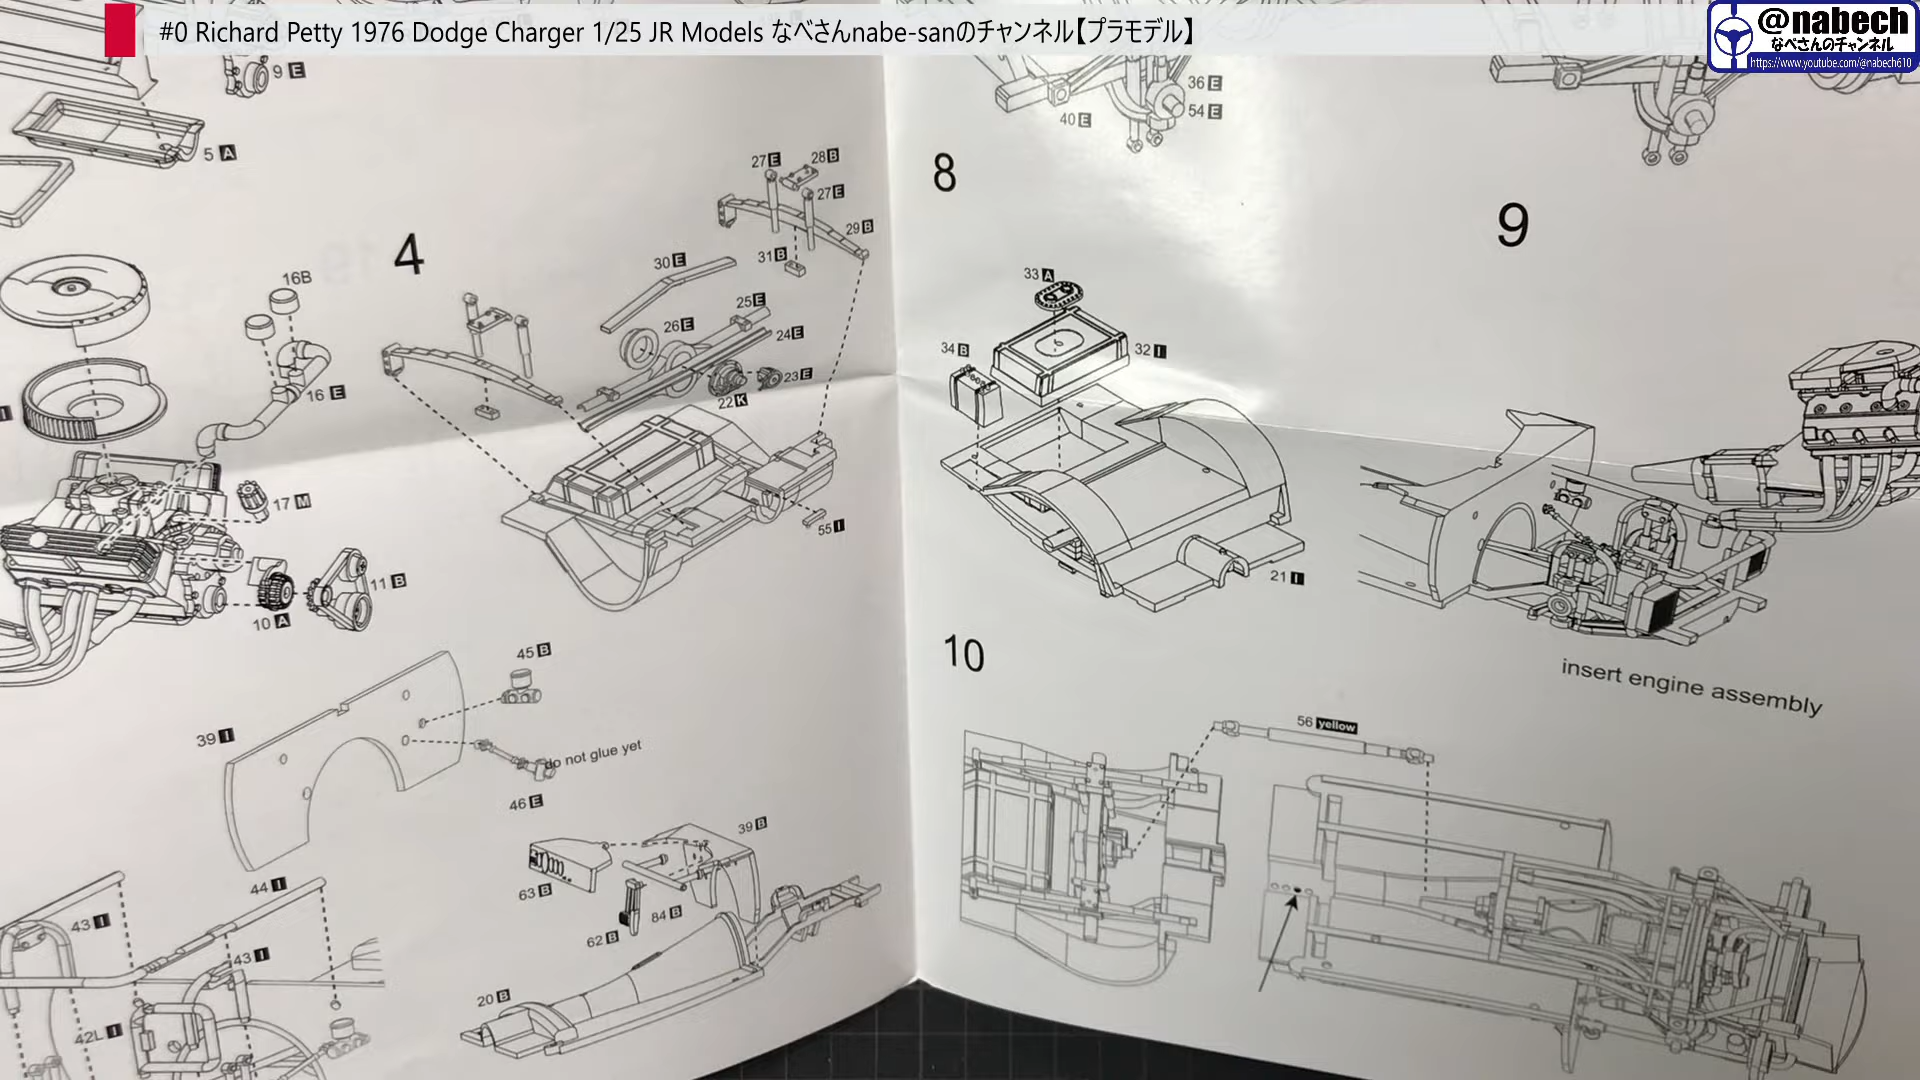 #0 Richard Petty 1976 Dodge Charger 1/25 JR Models なべさんnabe-sanのチャンネル【プラモデル】
@nabech
なべさんのチャンネル
https://www.youtube.com/@nabech610
9 E
5 A
4
27 E
28 B
27 E
29 B
31 B
30 E
25 E
26 E
24 E
23 E
22 K
55 I
16B
16 E
17 M
11 B
10 A
45 B
39 I
do not glue yet
46 E
39 B
63 B
84 B
62 B
20 B
44 I
43 I
43 I
42L I
36 E
54 E
40 E
8
33 A
34 B
32 I
21 I
9
insert engine assembly
10
56 yellow